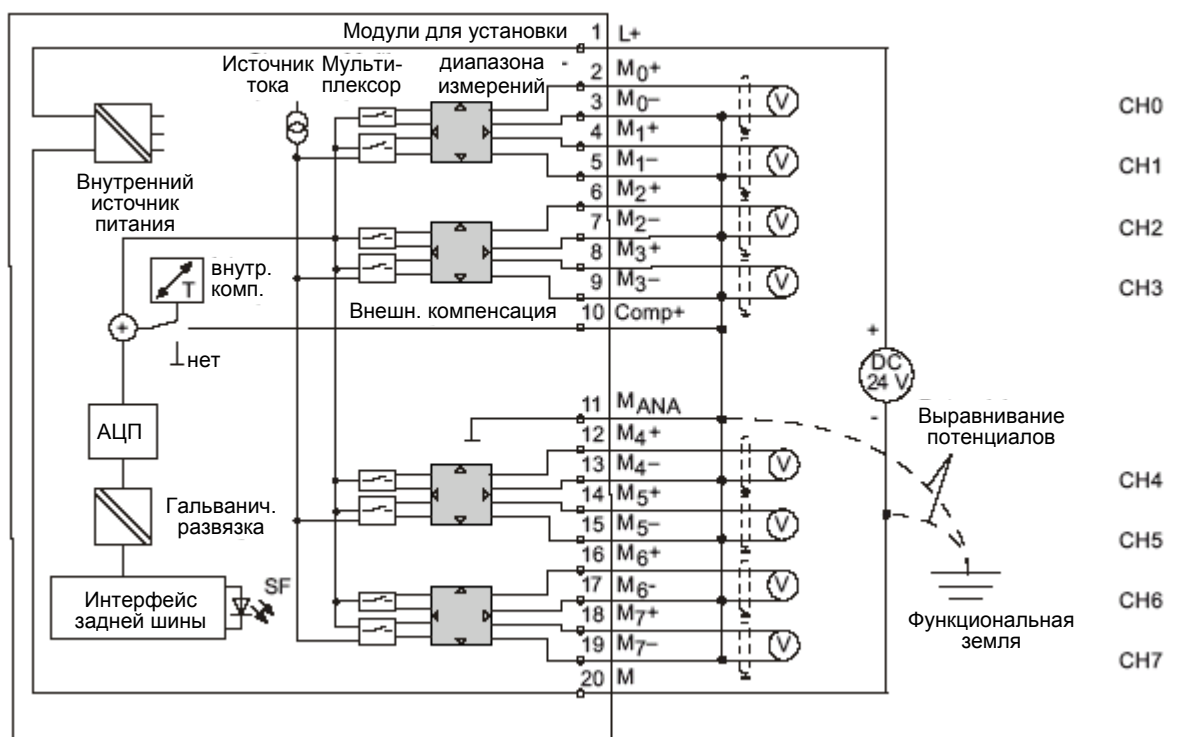 Модули для установки
диапазона
измерений
Источник
тока
Мульти-
плексор
-
1 L+
2 M0+
3 M0–
4 M1+
5 M1–
6 M2+
7 M2–
8 M3+
9 M3–
10 Comp+
11 MANA
12 M4+
13 M4–
14 M5+
15 M5–
16 M6+
17 M6-
18 M7+
19 M7–
20 M
V
V
V
V
V
V
V
V
CH0
CH1
CH2
CH3
CH4
CH5
CH6
CH7
Внутренний
источник
питания
T
внутр.
комп.
Внешн. компенсация
+
нет
АЦП
Гальванич.
развязка
Интерфейс
задней шины
SF
+
DC
24 V
-
Выравнивание
потенциалов
Функциональная
земля